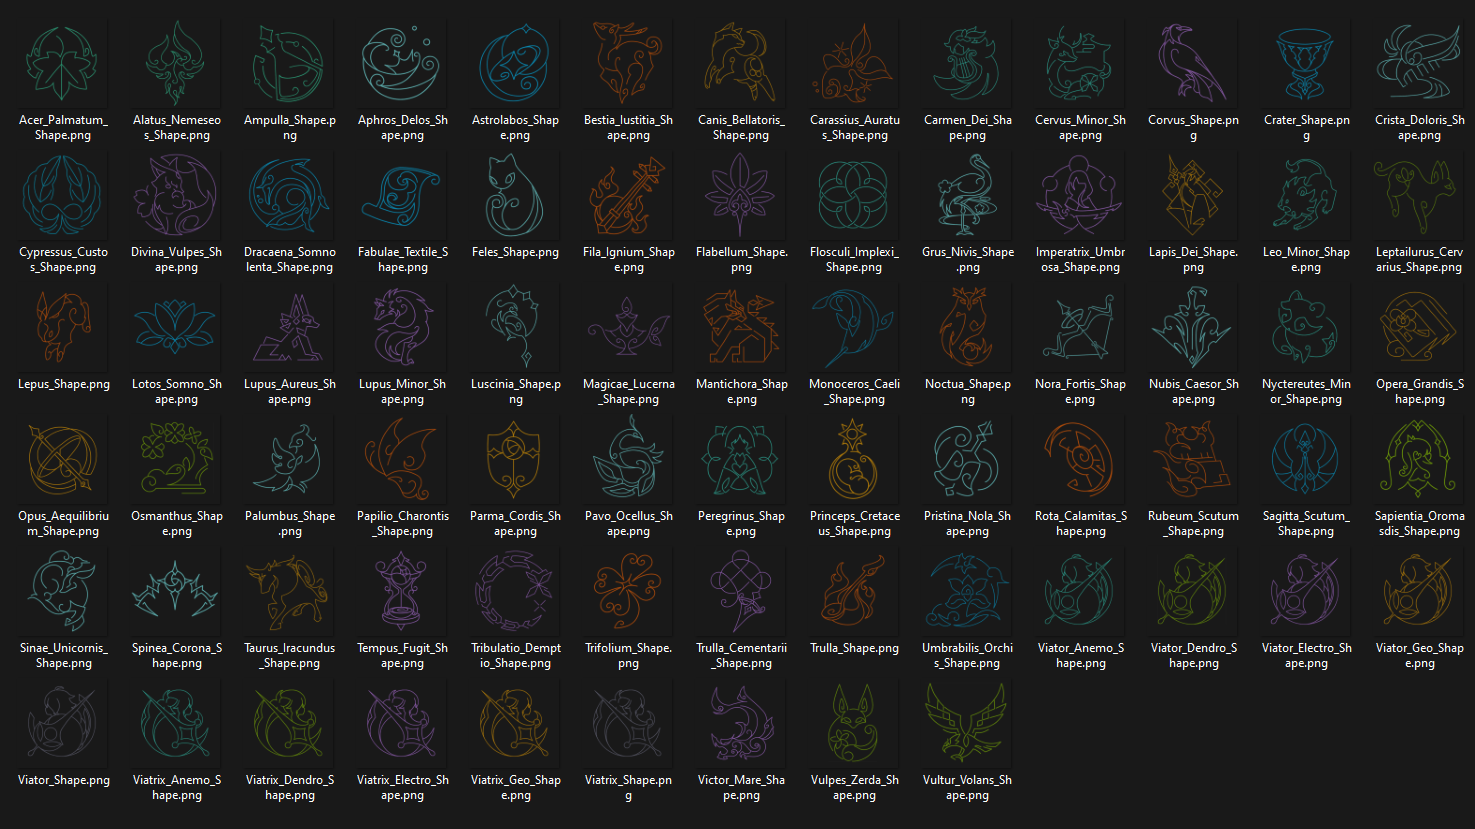 Acer_Palmatum_
Shape.png
Alatus_Nemeseo
s_Shape.png
Ampulla_Shape.p
ng
Aphros_Delos_Sh
ape.png
Astrolabos_Shap
e.png
Bestia_Iustitia_Sh
ape.png
Canis_Bellatoris_
Shape.png
Carassius_Auratu
s_Shape.png
Carmen_Dei_Sha
pe.png
Cervus_Minor_Sh
ape.png
Corvus_Shape.pn
g
Crater_Shape.pn
g
Crista_Doloris_Sh
ape.png
Cypressus_Custo
s_Shape.png
Divina_Vulpes_Sh
ape.png
Dracaena_Somno
lenta_Shape.png
Fabulae_Textile_S
hape.png
Feles_Shape.png
Fila_Ignium_Shap
e.png
Flabellum_Shape.
png
Flosculi_Implexi_
Shape.png
Grus_Nivis_Shape
.png
Imperatrix_Umbr
osa_Shape.png
Lapis_Dei_Shape.
png
Leo_Minor_Shap
e.png
Leptailurus_Cerv
arius_Shape.png
Lepus_Shape.png
Lotos_Somno_Sh
ape.png
Lupus_Aureus_Sh
ape.png
Lupus_Minor_Sh
ape.png
Luscinia_Shape.p
ng
Magicae_Lucerna
_Shape.png
Mantichora_Shap
e.png
Monoceros_Caeli
_Shape.png
Noctua_Shape.p
ng
Nora_Fortis_Shap
e.png
Nubis_Caesor_Sh
ape.png
Nyctereutes_Min
or_Shape.png
Opera_Grandis_S
hape.png
Opus_Aequilibriu
m_Shape.png
Osmanthus_Shap
e.png
Palumbus_Shape
.png
Papilio_Charontis
_Shape.png
Parma_Cordis_Sh
ape.png
Pavo_Ocellus_Sh
ape.png
Peregrinus_Shap
e.png
Princeps_Cretace
us_Shape.png
Pristina_Nola_Sh
ape.png
Rota_Calamitas_S
hape.png
Rubeum_Scutum
_Shape.png
Sagitta_Scutum_
Shape.png
Sapientia_Oroma
sdis_Shape.png
Sinae_Unicornis_
Shape.png
Spinea_Corona_S
hape.png
Taurus_Iracundus
_Shape.png
Tempus_Fugit_Sh
ape.png
Tribulatio_Dempt
io_Shape.png
Trifolium_Shape.
png
Trulla_Cementarii
_Shape.png
Trulla_Shape.png
Umbrabilis_Orchi
s_Shape.png
Viator_Anemo_S
hape.png
Viator_Dendro_S
hape.png
Viator_Electro_Sh
ape.png
Viator_Geo_Shap
e.png
Viator_Shape.png
Viatrix_Anemo_S
hape.png
Viatrix_Dendro_S
hape.png
Viatrix_Electro_Sh
ape.png
Viatrix_Geo_Shap
e.png
Viatrix_Shape.pn
g
Victor_Mare_Sha
pe.png
Vulpes_Zerda_Sh
ape.png
Vultur_Volans_Sh
ape.png